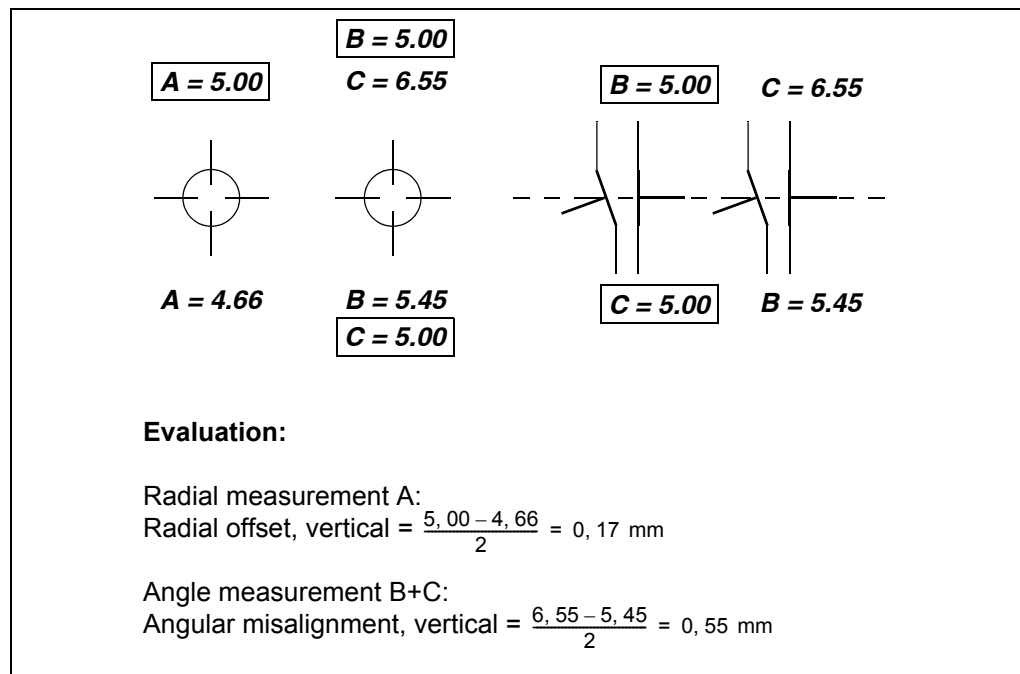 B = 5.00
A = 5.00 C = 6.55 B = 5.00 C = 6.55
A = 4.66 B = 5.45 C = 5.00 B = 5.45
C = 5.00
Evaluation:
Radial measurement A:
Radial offset, vertical = 5, 00 – 4, 66 / 2 = 0, 17 mm
Angle measurement B+C:
Angular misalignment, vertical = 6, 55 – 5, 45 / 2 = 0, 55 mm